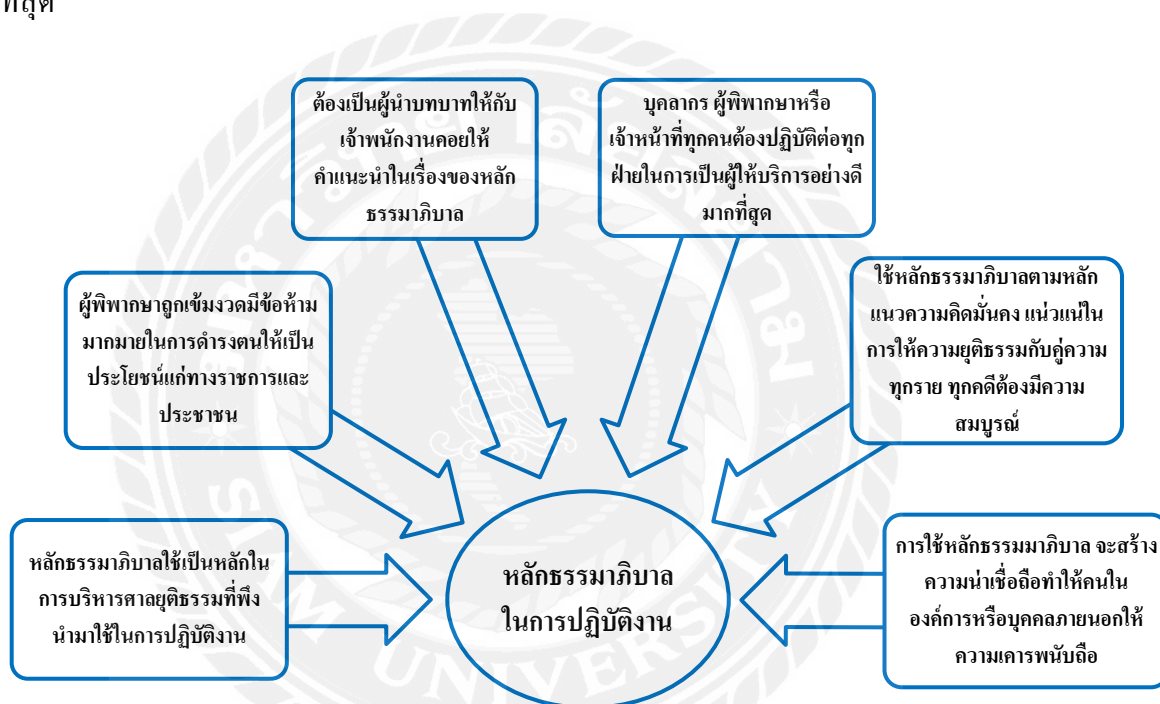 ที่สุด
ต้องเป็นผู้นำบทบาทให้กับ
เจ้าพนักงานคอยให้
คำแนะนำในเรื่องของหลัก
ธรรมาภิบาล
บุคลากร ผู้พิพากษาหรือ
เจ้าหน้าที่ทุกคนต้องปฏิบัติต่อทุก
ฝ่ายในการเป็นผู้ให้บริการอย่างดี
มากที่สุด
ผู้พิพากษาถูกเข้มงวดมีข้อห้าม
มากมายในการดำรงตนให้เป็น
ประโยชน์แก่ทางราชการและ
ประชาชน
ใช้หลักธรรมาภิบาลตามหลัก
แนวความคิดมั่นคง แน่วแน่ใน
การให้ความยุติธรรมกับคู่ความ
ทุกราย ทุกคดีต้องมีความ
สมบูรณ์
หลักธรรมาภิบาลใช้เป็นหลักใน
การบริหารศาลยุติธรรมที่พึง
นำมาใช้ในการปฏิบัติงาน
หลักธรรมาภิบาล
ในการปฏิบัติงาน
การใช้หลักธรรมมาภิบาล จะสร้าง
ความน่าเชื่อถือทำให้คนใน
องค์การหรือบุคคลภายนอกให้
ความเคารพนับถือ
UNIVERSITY